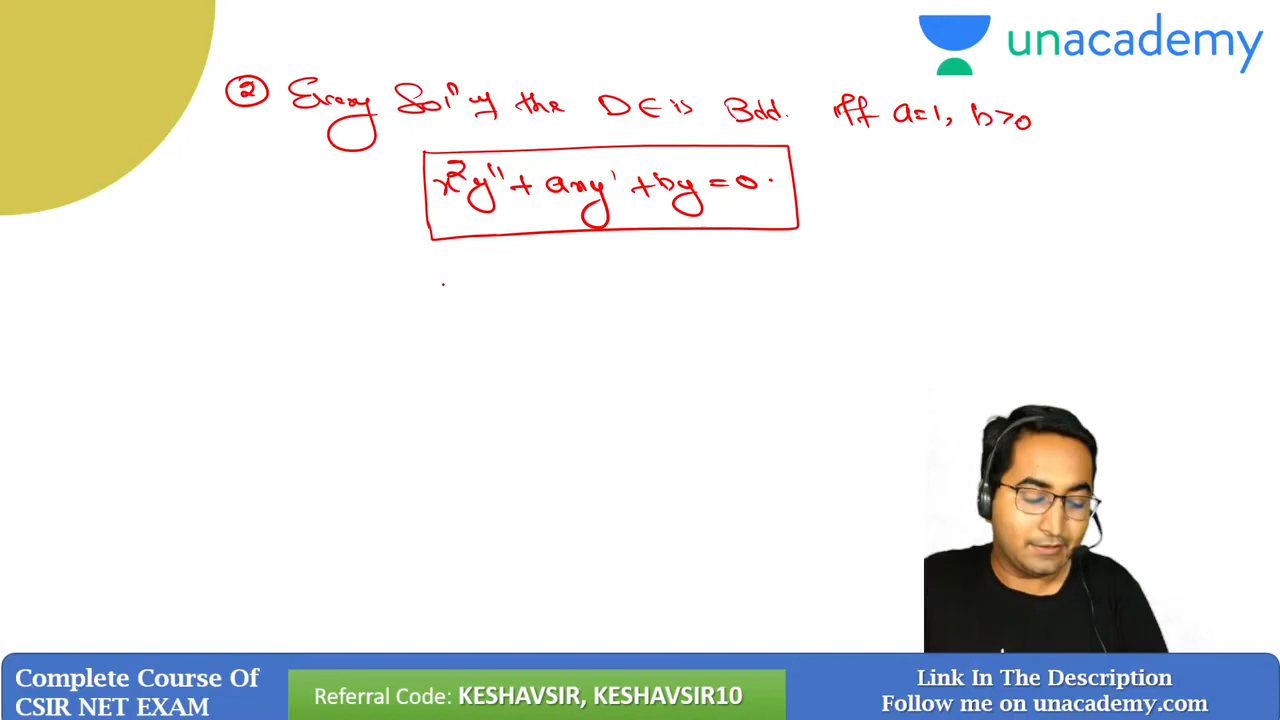 unacademy
② Every Solⁿ of the DE is Bdd. iff a=1, b>0
x²y'' + axy' + by = 0.
Complete Course Of
CSIR NET EXAM
Referral Code: KESHAVSIR, KESHAVSIR10
Link In The Description
Follow me on unacademy.com